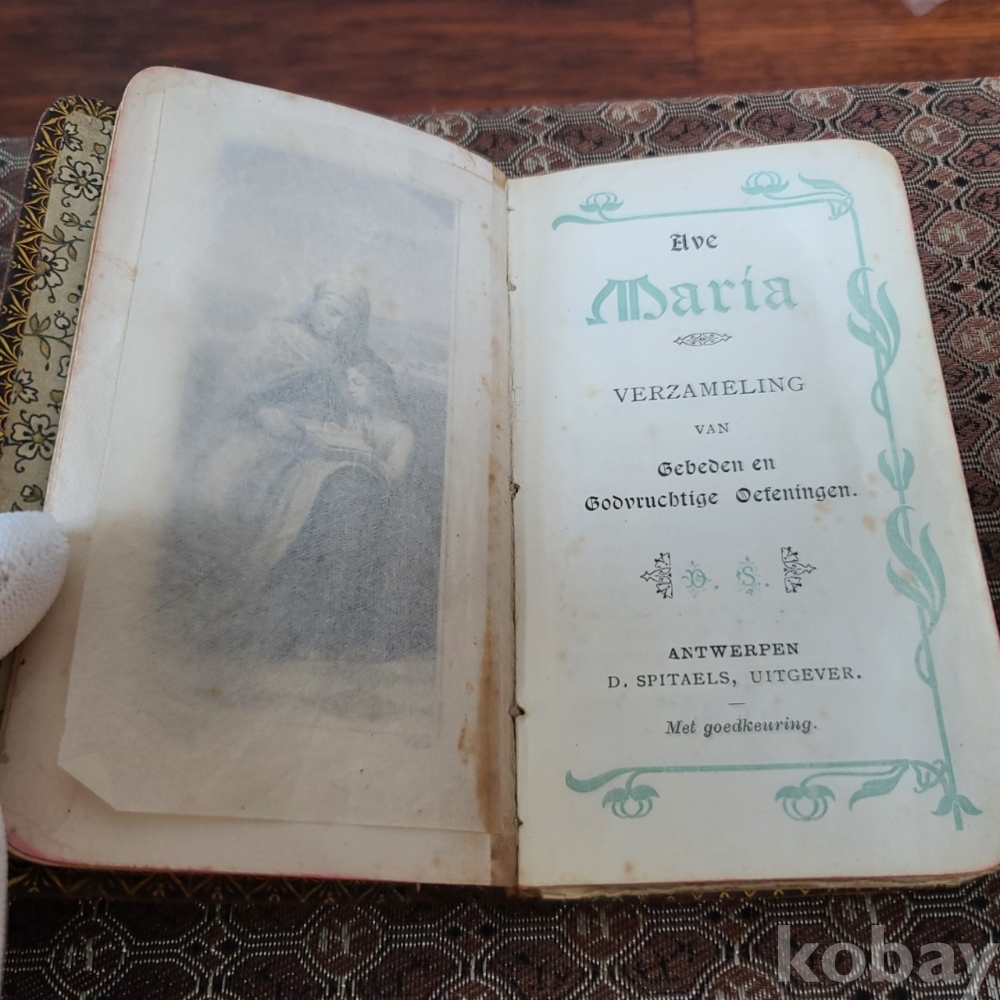 Ave
Maria
VERZAMELING
VAN
Gebeden en
Godvruchtige Oefeningen.
D. S.
ANTWERPEN
D. SPITAELS, UITGEVER.
Met goedkeuring.
kobay